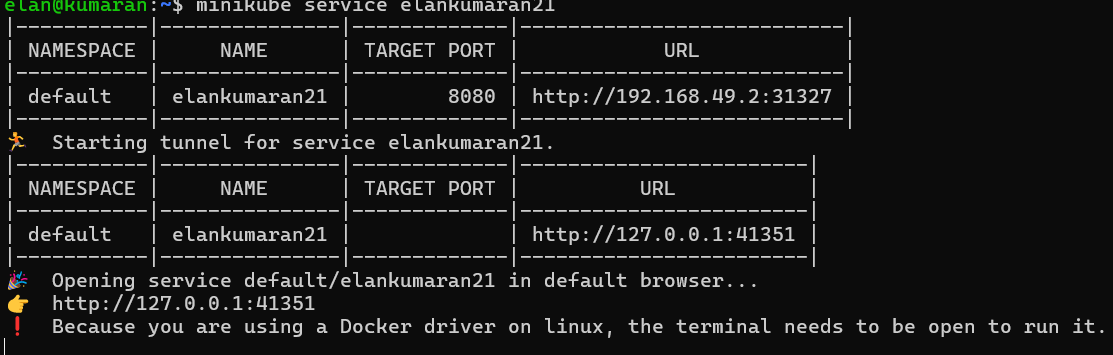 elan@kumaran:~$ minikube service elankumaran21
|-----------|---------------|-------------|---------------------------|
| NAMESPACE |     NAME      | TARGET PORT |            URL            |
|-----------|---------------|-------------|---------------------------|
| default   | elankumaran21 |        8080 | http://192.168.49.2:31327 |
|-----------|---------------|-------------|---------------------------|
🏃  Starting tunnel for service elankumaran21.
|-----------|---------------|-------------|------------------------|
| NAMESPACE |     NAME      | TARGET PORT |          URL           |
|-----------|---------------|-------------|------------------------|
| default   | elankumaran21 |             | http://127.0.0.1:41351 |
|-----------|---------------|-------------|------------------------|
🎉  Opening service default/elankumaran21 in default browser...
👉  http://127.0.0.1:41351
❗  Because you are using a Docker driver on linux, the terminal needs to be open to run it.